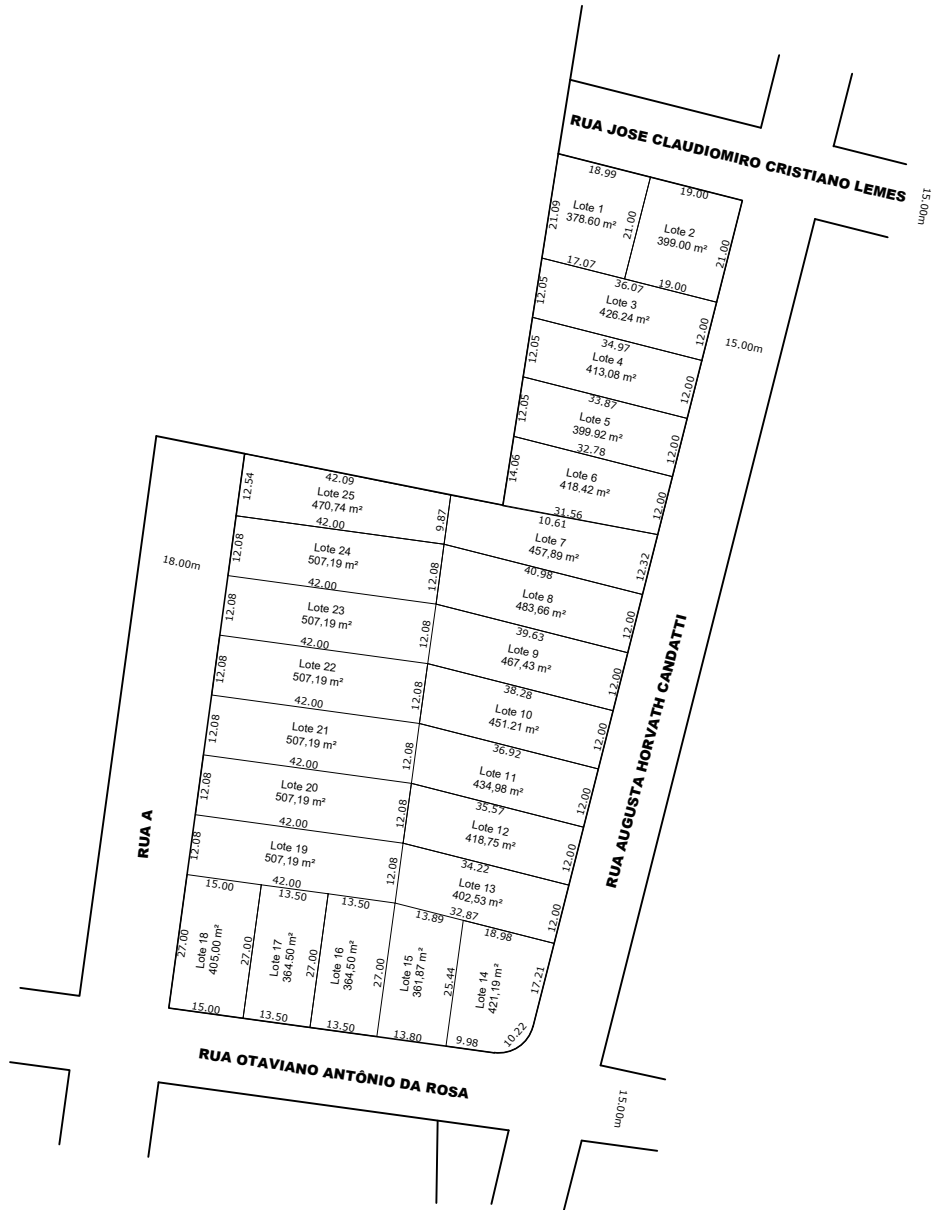 RUA JOSE CLAUDIOMIRO CRISTIANO LEMES
15.00m
18.99
19.00
Lote 1
378.60 m²
21.09
21.00
Lote 2
399.00 m²
21.00
17.07
19.00
36.07
Lote 3
426.24 m²
12.05
12.00
15.00m
34.97
Lote 4
413,08 m²
12.05
12.00
33.87
Lote 5
399.92 m²
12.05
12.00
32.78
Lote 6
418,42 m²
14.06
12.00
31.56
10.61
Lote 7
457,89 m²
12.32
42.09
Lote 25
470,74 m²
12.54
9.87
42.00
Lote 24
507,19 m²
12.08
12.08
18.00m
40.98
Lote 8
483,66 m²
12.00
42.00
Lote 23
507,19 m²
12.08
12.08
39.63
Lote 9
467,43 m²
12.00
42.00
Lote 22
507,19 m²
12.08
12.08
38.28
Lote 10
451.21 m²
12.00
42.00
Lote 21
507,19 m²
12.08
12.08
36.92
Lote 11
434,98 m²
12.00
42.00
Lote 20
507,19 m²
12.08
12.08
35.57
Lote 12
418,75 m²
12.00
42.00
Lote 19
507,19 m²
12.08
12.08
34.22
Lote 13
402,53 m²
12.00
RUA A
RUA AUGUSTA HORVATH CANDATTI
42.00
15.00
13.50
13.50
13.89
32.87
18.98
27.00
Lote 18
405,00 m²
27.00
Lote 17
364.50 m²
27.00
Lote 16
364,50 m²
27.00
Lote 15
361,87 m²
25.44
Lote 14
421,19 m²
17.21
15.00
13.50
13.50
13.80
9.98
10.22
RUA OTAVIANO ANTÔNIO DA ROSA
15.00m